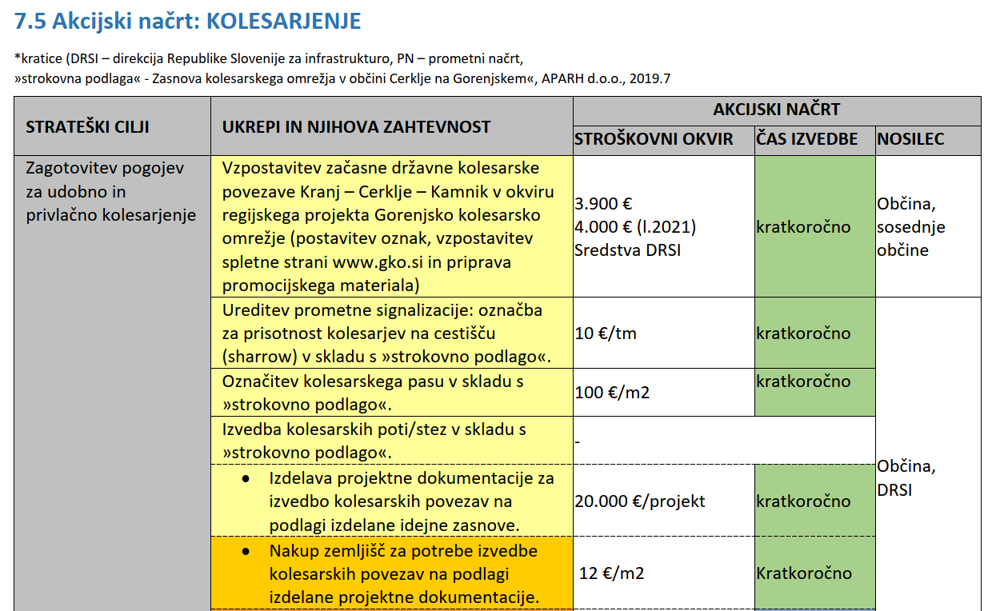 7.5 Akcijski načrt: KOLESARJENJE
*kratice (DRSI – direkcija Republike Slovenije za infrastrukturo, PN – prometni načrt,
»strokovna podlaga« - Zasnova kolesarskega omrežja v občini Cerklje na Gorenjskem«, APARH d.o.o., 2019.7
STRATEŠKI CILJI
UKREPI IN NJIHOVA ZAHTEVNOST
AKCIJSKI NAČRT
STROŠKOVNI OKVIR
ČAS IZVEDBE
NOSILEC
Zagotovitev pogojev
za udobno in
privlačno kolesarjenje
Vzpostavitev začasne državne kolesarske
povezave Kranj – Cerklje – Kamnik v okviru
regijskega projekta Gorenjsko kolesarsko
omrežje (postavitev oznak, vzpostavitev
spletne strani www.gko.si in priprava
promocijskega materiala)
3.900 €
4.000 € (l.2021)
Sredstva DRSI
kratkoročno
Občina,
sosednje
občine
Ureditev prometne signalizacije: označba
za prisotnost kolesarjev na cestišču
(sharrow) v skladu s »strokovno podlago«.
10 €/tm
kratkoročno
Označitev kolesarskega pasu v skladu s
»strokovno podlago«.
100 €/m2
kratkoročno
Izvedba kolesarskih poti/stez v skladu s
»strokovno podlago«.
-
• Izdelava projektne dokumentacije za
izvedbo kolesarskih povezav na
podlagi izdelane idejne zasnove.
20.000 €/projekt
kratkoročno
Občina,
DRSI
• Nakup zemljišč za potrebe izvedbe
kolesarskih povezav na podlagi
izdelane projektne dokumentacije.
12 €/m2
Kratkoročno